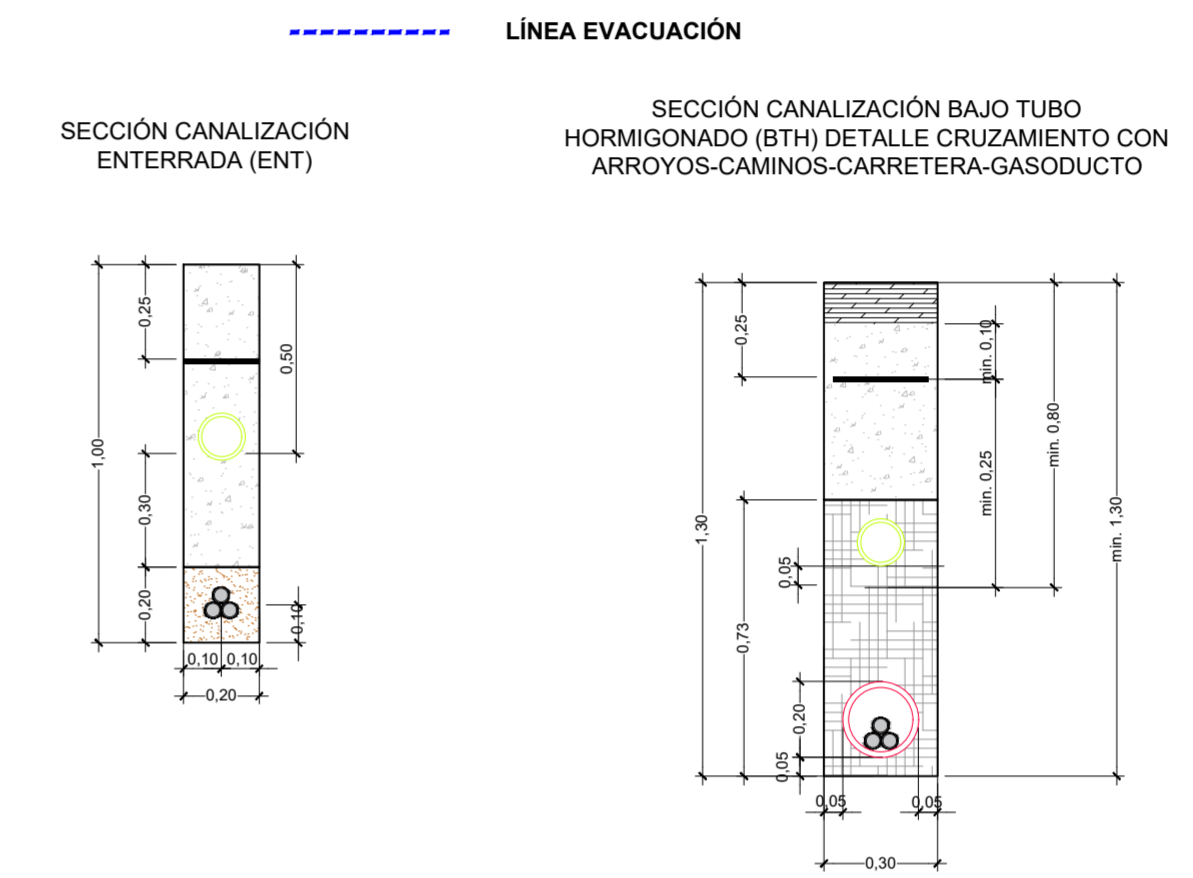 LÍNEA EVACUACIÓN
SECCIÓN CANALIZACIÓN
ENTERRADA (ENT)
SECCIÓN CANALIZACIÓN BAJO TUBO
HORMIGONADO (BTH) DETALLE CRUZAMIENTO CON
ARROYOS-CAMINOS-CARRETERA-GASODUCTO
0,25
0,50
1,00
0,30
0,20
0,10
0,10
0,10
0,20
0,25
min. 0,10
min. 0,80
min. 0,25
1,30
min. 1,30
0,05
0,73
0,20
0,05
0,05
0,05
0,30